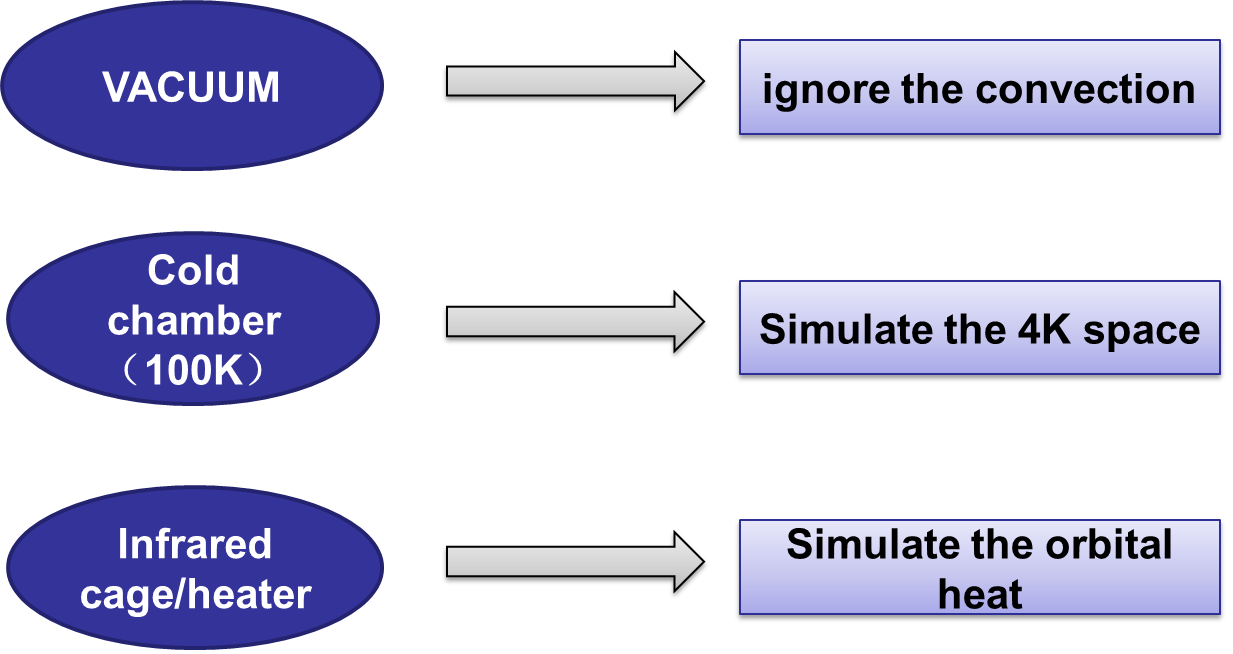 VACUUM
ignore the convection
Cold
chamber
（100K）
Simulate the 4K space
Infrared
cage/heater
Simulate the orbital
heat